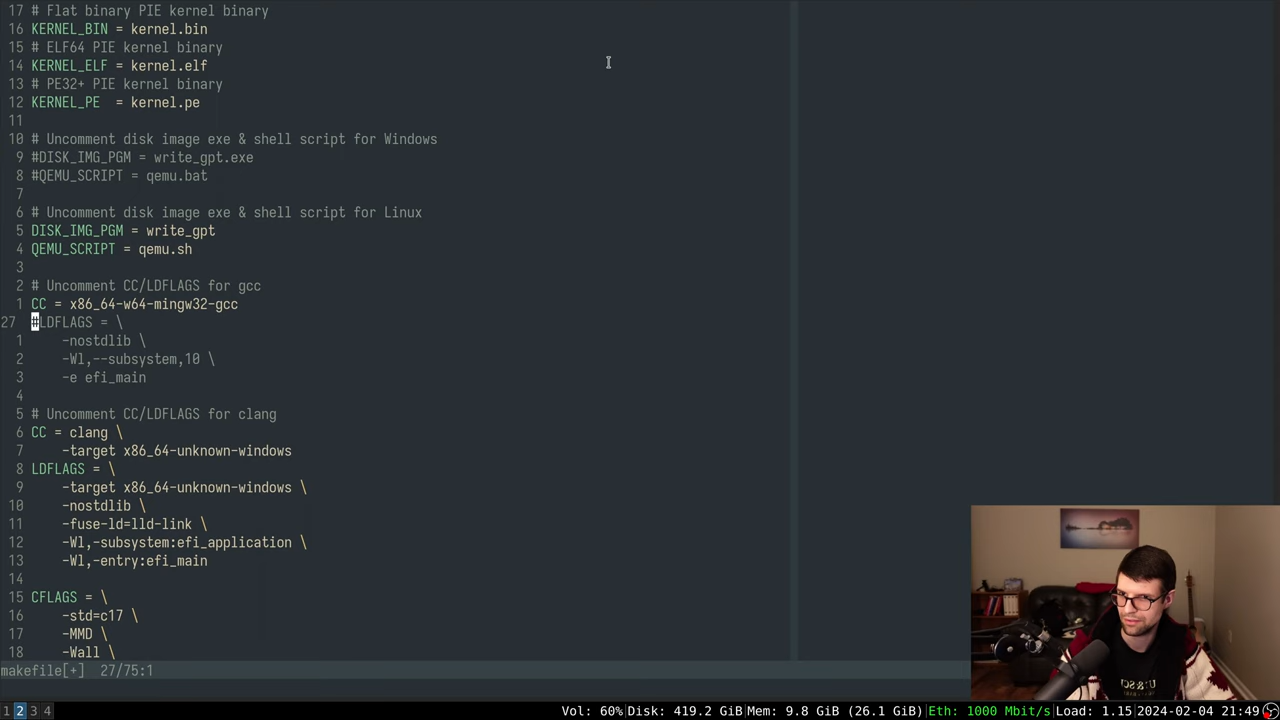 17 # Flat binary PIE kernel binary
16 KERNEL_BIN = kernel.bin
15 # ELF64 PIE kernel binary
14 KERNEL_ELF = kernel.elf
13 # PE32+ PIE kernel binary
12 KERNEL_PE  = kernel.pe
11
10 # Uncomment disk image exe & shell script for Windows
9 #DISK_IMG_PGM = write_gpt.exe
8 #QEMU_SCRIPT = qemu.bat
7
6 # Uncomment disk image exe & shell script for Linux
5 DISK_IMG_PGM = write_gpt
4 QEMU_SCRIPT = qemu.sh
3
2 # Uncomment CC/LDFLAGS for gcc
1 CC = x86_64-w64-mingw32-gcc
27 #LDFLAGS = \
1     -nostdlib \
2     -Wl,--subsystem,10 \
3     -e efi_main
4
5 # Uncomment CC/LDFLAGS for clang
6 CC = clang \
7     -target x86_64-unknown-windows
8 LDFLAGS = \
9     -target x86_64-unknown-windows \
10     -nostdlib \
11     -fuse-ld=lld-link \
12     -Wl,-subsystem:efi_application \
13     -Wl,-entry:efi_main
14
15 CFLAGS = \
16     -std=c17 \
17     -MMD \
18     -Wall \
makefile[+]  27/75:1
1 2 3 4 Vol: 60%|Disk: 419.2 GiB|Mem: 9.8 GiB (26.1 GiB)|Eth: 1000 Mbit/s|Load: 1.15|2024-02-04 21:49